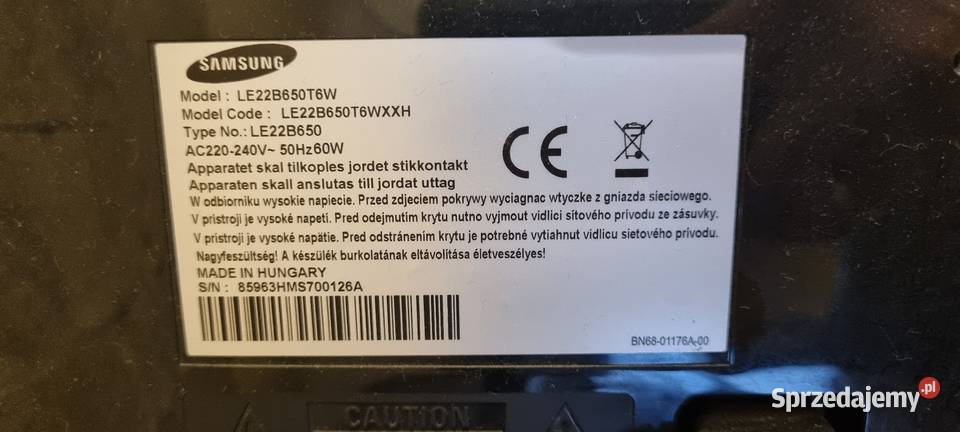 SAMSUNG
Model : LE22B650T6W
Model Code : LE22B650T6WXXH
Type No.: LE22B650
AC220-240V~ 50Hz60W
Apparatet skal tilkoples jordet stikkontakt
Apparaten skall anslutas till jordat uttag
W odbiorniku wysokie napiecie. Przed zdjeciem pokrywy wyciagnac wtyczke z gniazda sieciowego.
V pristroji je vysoké napeti. Pred odejmutim krytu nutno vyjmout vidlici sítového prívodu ze zásuvky.
V pristroji je vysoké napätie. Pred odstránením krytu je potrebné vytiahnut vidlicu sietového prívodu.
Nagyfeszültség! A készülék burkolatának eltávolítása életveszélyes!
MADE IN HUNGARY
S/N : 85963HMS700126A
CE
BN68-01176A-00
CAUTION
Sprzedajemy.pl